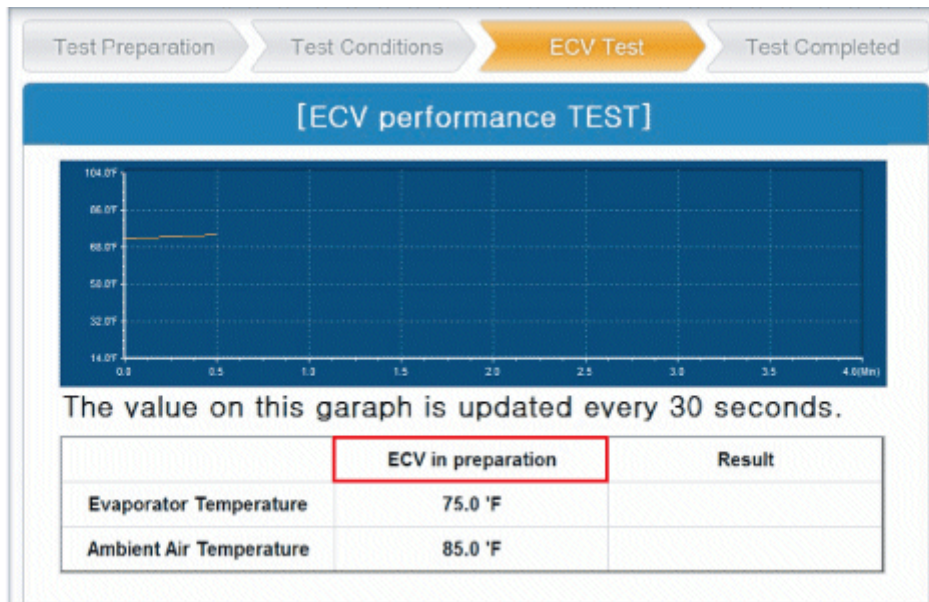 Test Preparation Test Conditions ECV Test Test Completed
[ECV performance TEST]
104.0°F
86.0°F
68.0°F
50.0°F
32.0°F
14.0°F
0.0 0.5 1.0 1.5 2.0 2.5 3.0 3.5 4.0(Min)
The value on this garaph is updated every 30 seconds.
ECV in preparation Result
Evaporator Temperature 75.0 'F
Ambient Air Temperature 85.0 'F